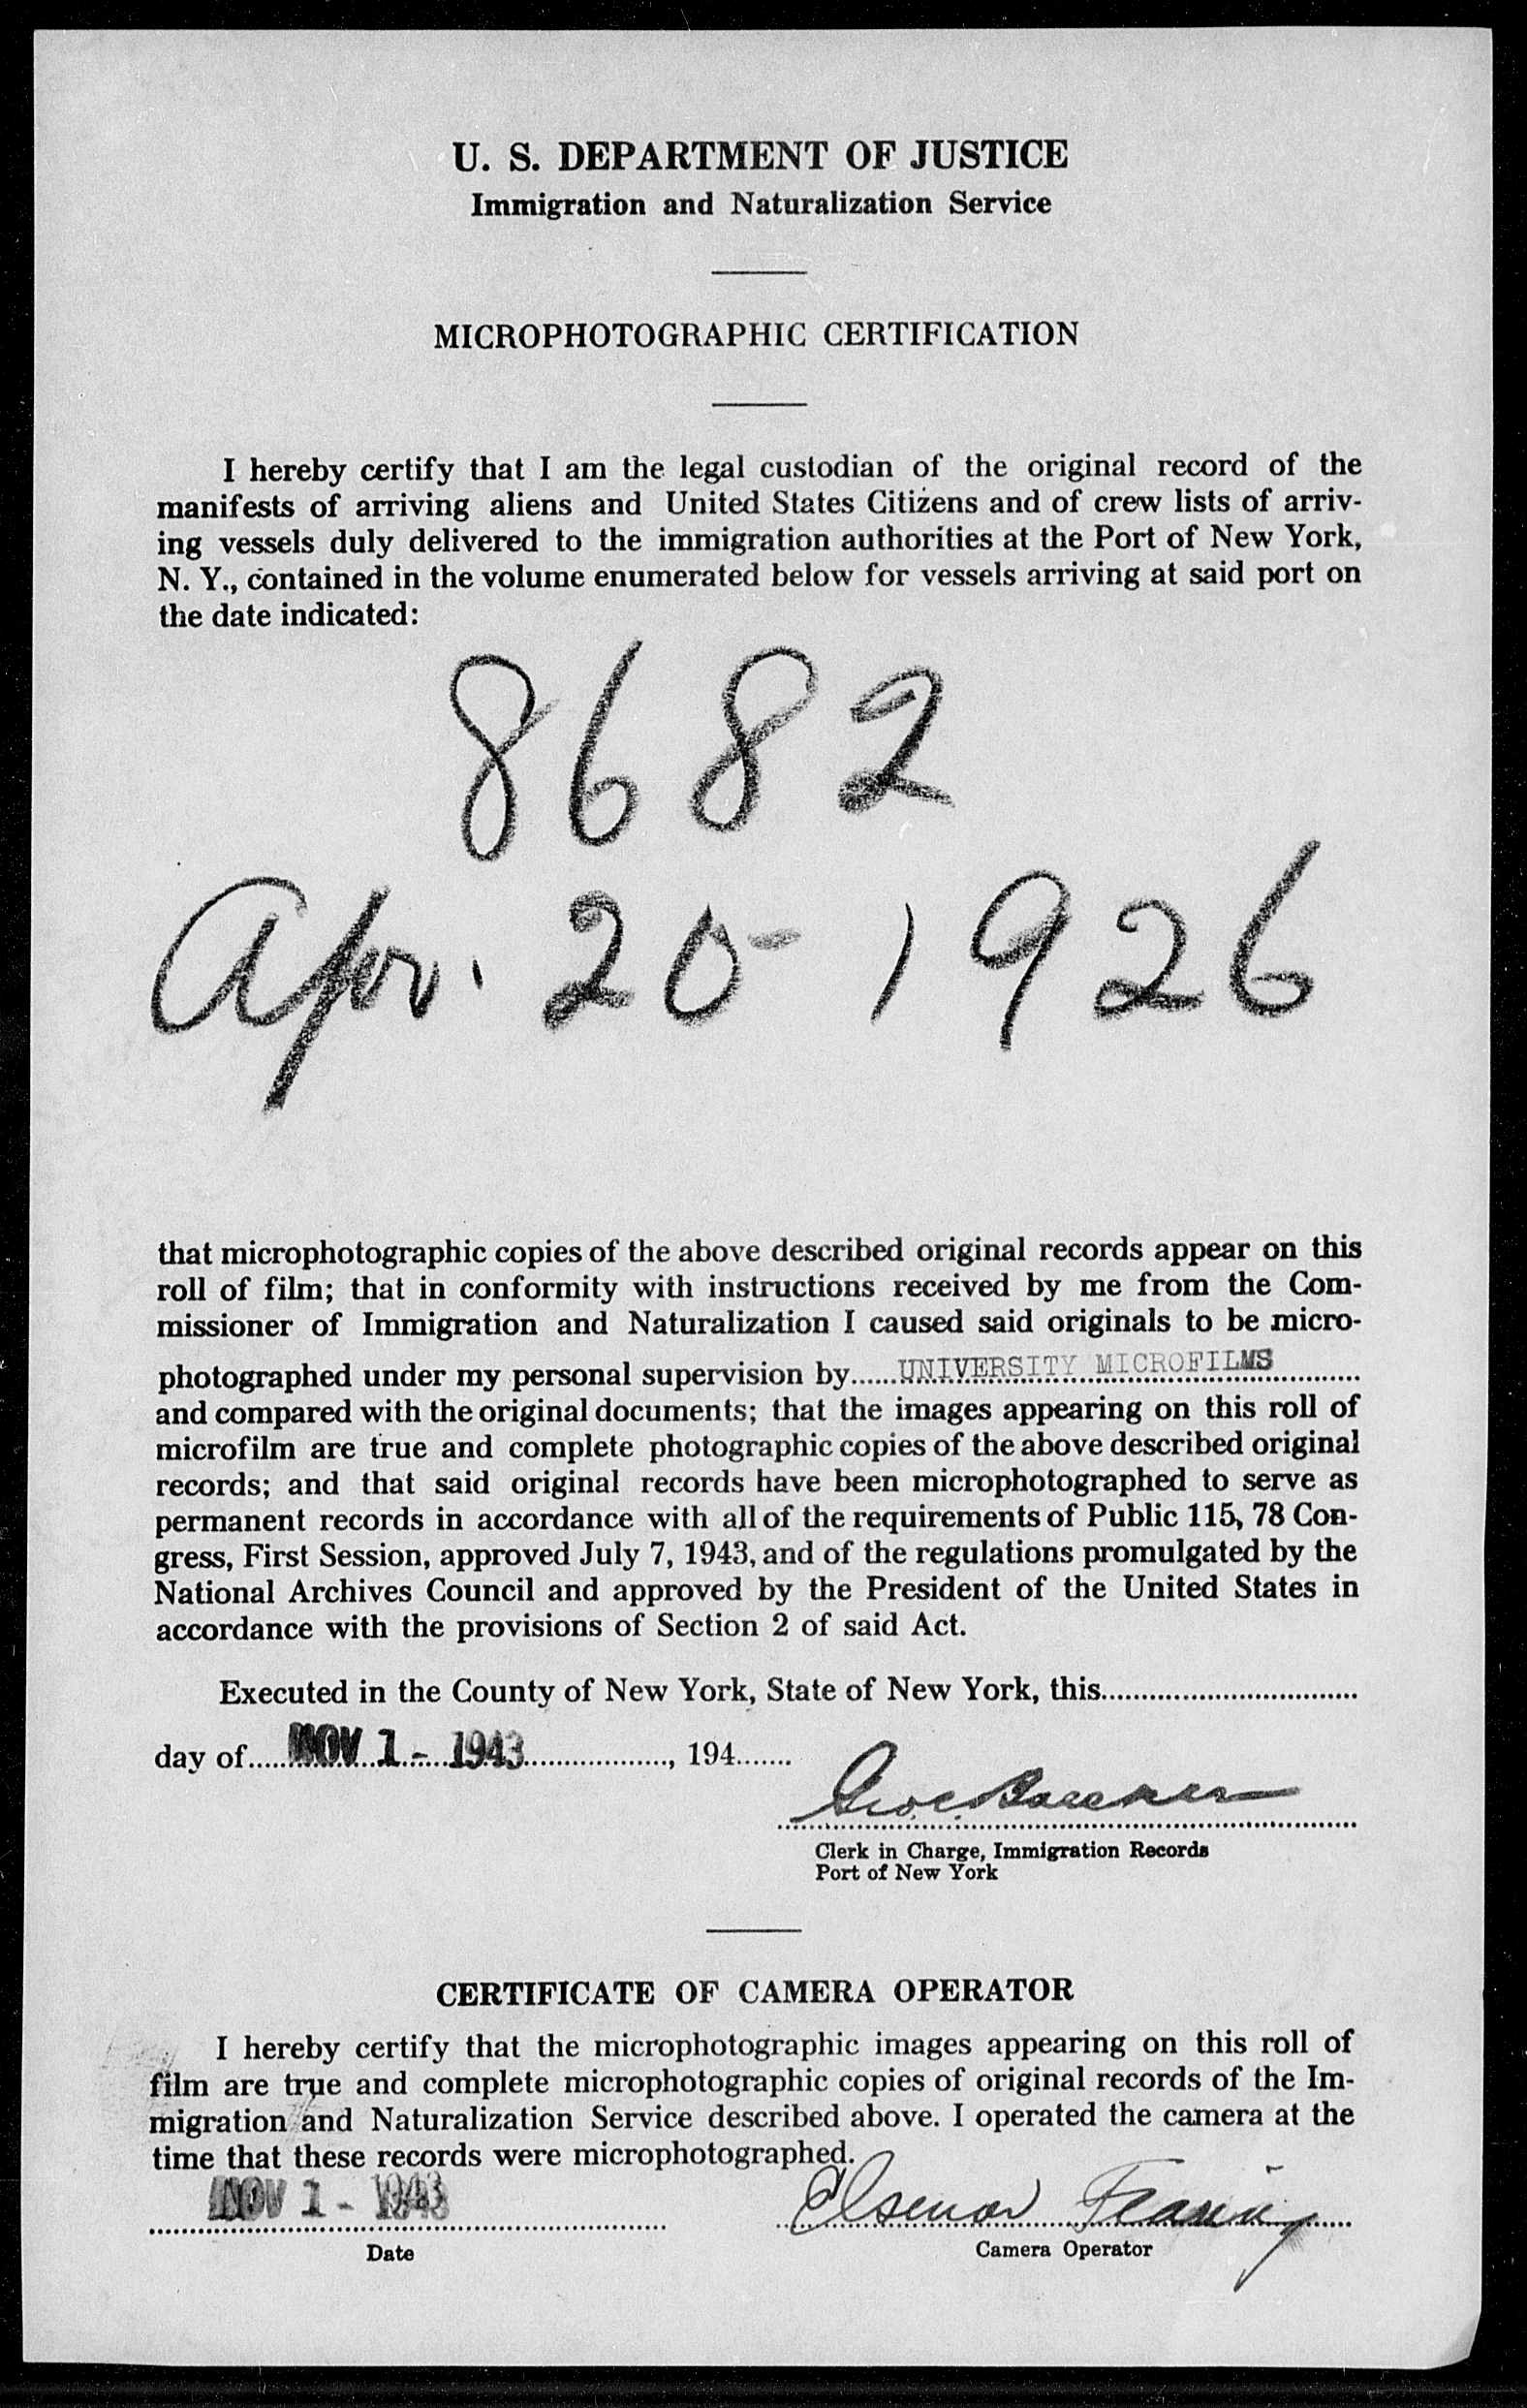 U. S. DEPARTMENT OF JUSTICE
Immigration and Naturalization Service
MICROPHOTOGRAPHIC CERTIFICATION
I hereby certify that I am the legal custodian of the original record of the
manifests of arriving aliens and United States Citizens and of crew lists of arriv-
ing vessels duly delivered to the immigration authorities at the Port of New York,
N. Y., contained in the volume enumerated below for vessels arriving at said port on
the date indicated:
8682
Apr. 20- 1926
that microphotographic copies of the above described original records appear on this
roll of film; that in conformity with instructions received by me from the Com-
missioner of Immigration and Naturalization I caused said originals to be micro-
photographed under my personal supervision by......UNIVERSITY MICROFILMS
and compared with the original documents; that the images appearing on this roll of
microfilm are true and complete photographic copies of the above described original
records; and that said original records have been microphotographed to serve as
permanent records in accordance with all of the requirements of Public 115, 78 Con-
gress, First Session, approved July 7, 1943, and of the regulations promulgated by the
National Archives Council and approved by the President of the United States in
accordance with the provisions of Section 2 of said Act.
Executed in the County of New York, State of New York, this
day of NOV 1 - 1943, 194
Clerk in Charge, Immigration Records
Port of New York
CERTIFICATE OF CAMERA OPERATOR
I hereby certify that the microphotographic images appearing on this roll of
film are true and complete microphotographic copies of original records of the Im-
migration and Naturalization Service described above. I operated the camera at the
time that these records were microphotographed.
NOV 1 - 1943
Date
Camera Operator